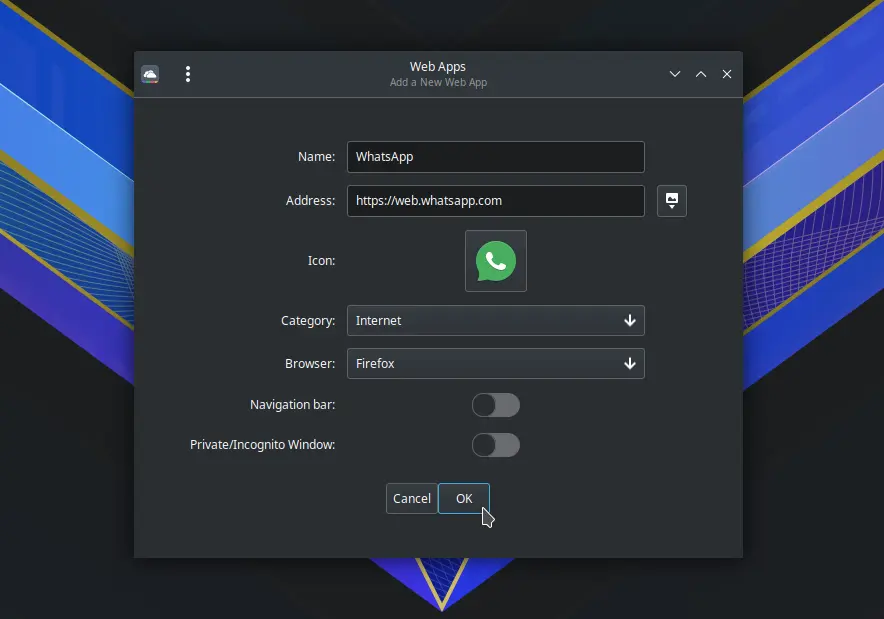 Web Apps
Add a New Web App
Name: WhatsApp
Address: https://web.whatsapp.com
Icon:
Category: Internet
Browser: Firefox
Navigation bar:
Private/Incognito Window:
Cancel OK